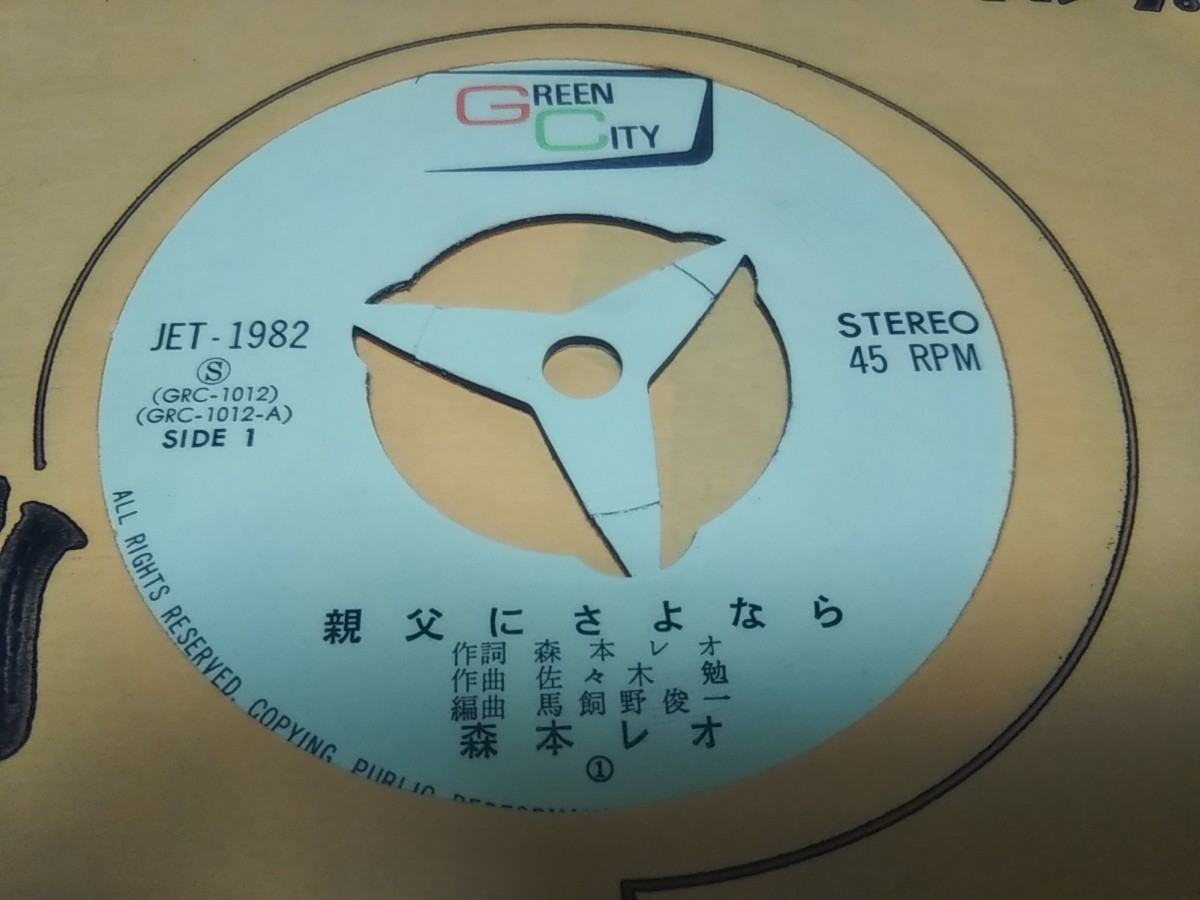 GREEN
CITY
JET-1982
Ⓢ
(GRC-1012)
(GRC-1012-A)
SIDE 1
STEREO
45 RPM
親父にさよなら
作詞 森本レオ
作曲 佐々木勉
編曲 馬飼野俊一
森本レオ
①
ALL RIGHTS RESERVED. COPYING, PUBLIC